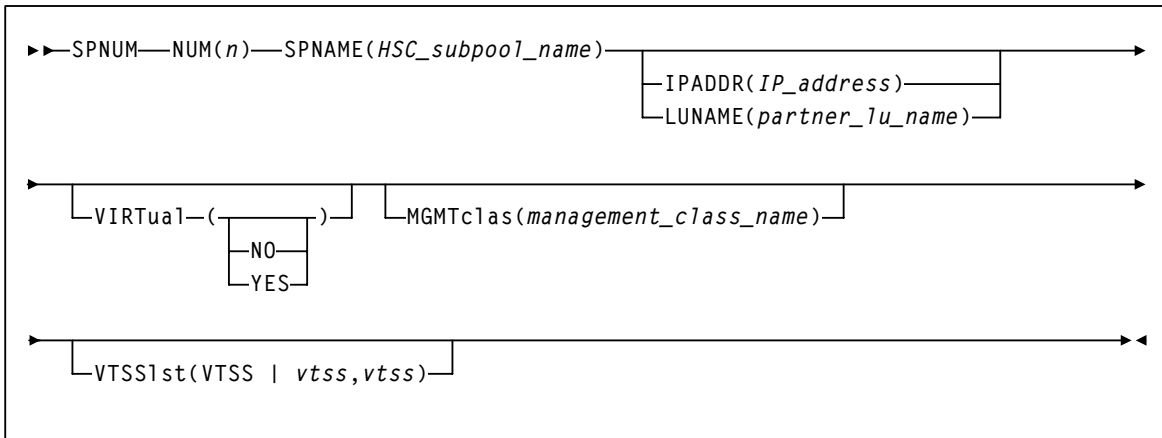 SPNUM NUM(n) SPNAME(HSC_subpool_name)
IPADDR(IP_address)
LUNAME(partner_lu_name)
VIRTual ( ) MGMTclas(management_class_name)
NO
YES
VTSSlst(VTSS | vtss,vtss)